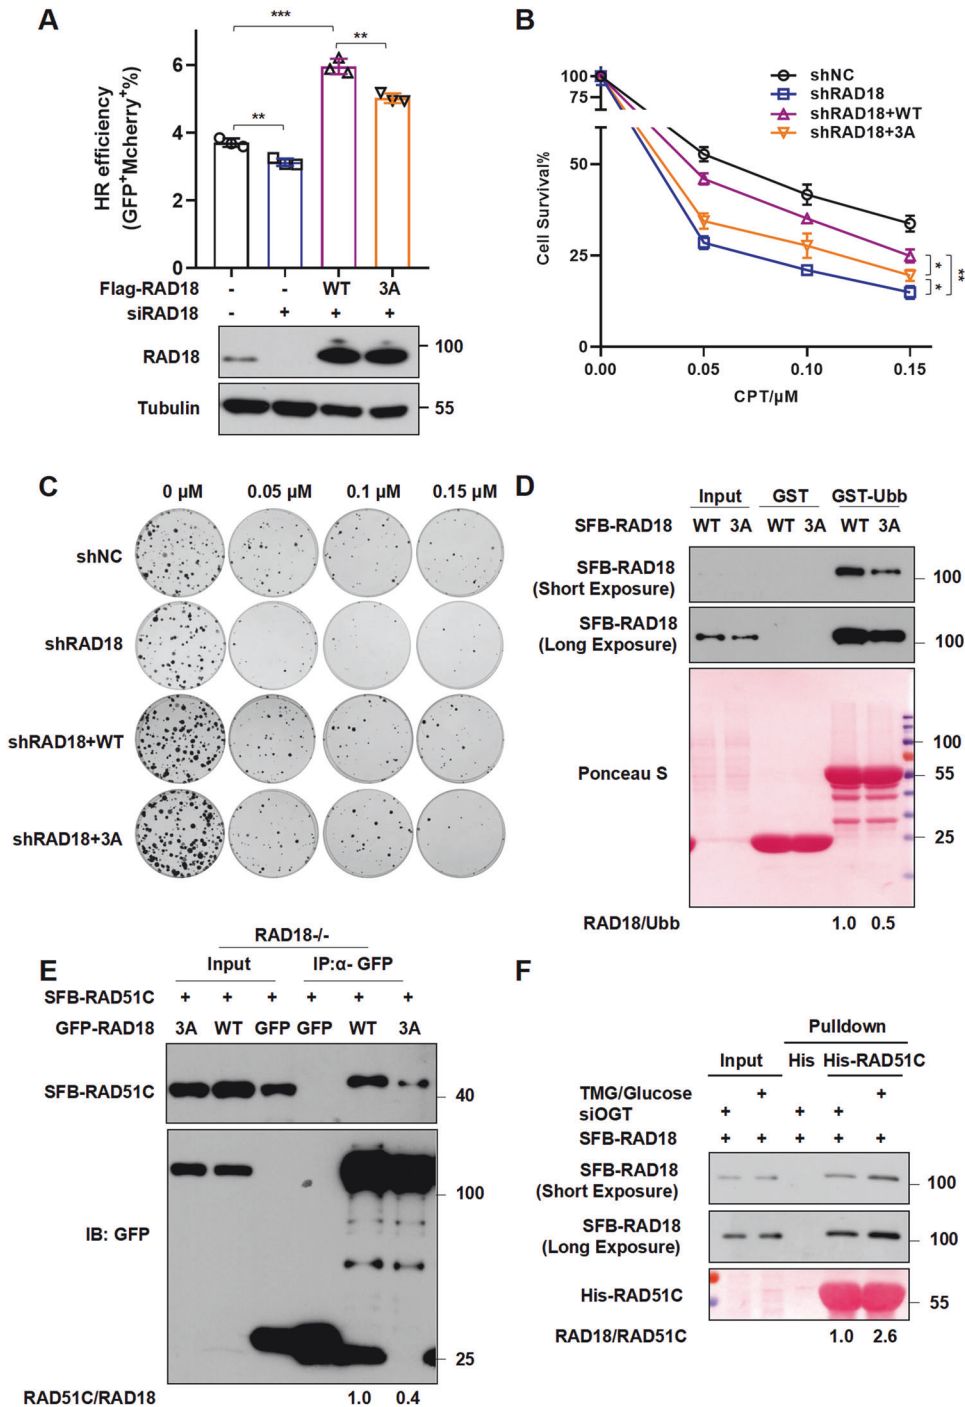 A
***
**
**
HR efficiency
(GFP⁺Mcherry⁺%)
6
4
2
0
Flag-RAD18 - - WT 3A
siRAD18 - + + +
RAD18
100
Tubulin
55
B
100
75
50
25
0
Cell Survival%
shNC
shRAD18
shRAD18+WT
shRAD18+3A
*
*
**
0.00 0.05 0.10 0.15
CPT/μM
C
0 μM 0.05 μM 0.1 μM 0.15 μM
shNC
shRAD18
shRAD18+WT
shRAD18+3A
D
Input GST GST-Ubb
SFB-RAD18 WT 3A WT 3A WT 3A
SFB-RAD18
(Short Exposure)
100
SFB-RAD18
(Long Exposure)
100
Ponceau S
100
55
25
RAD18/Ubb 1.0 0.5
E
RAD18-/-
Input IP:α- GFP
SFB-RAD51C + + + + + +
GFP-RAD18 3A WT GFP GFP WT 3A
SFB-RAD51C
40
IB: GFP
100
25
RAD51C/RAD18 1.0 0.4
F
Pulldown
Input His His-RAD51C
TMG/Glucose + +
siOGT + + +
SFB-RAD18 + + + + +
SFB-RAD18
(Short Exposure)
100
SFB-RAD18
(Long Exposure)
100
His-RAD51C
55
RAD18/RAD51C 1.0 2.6